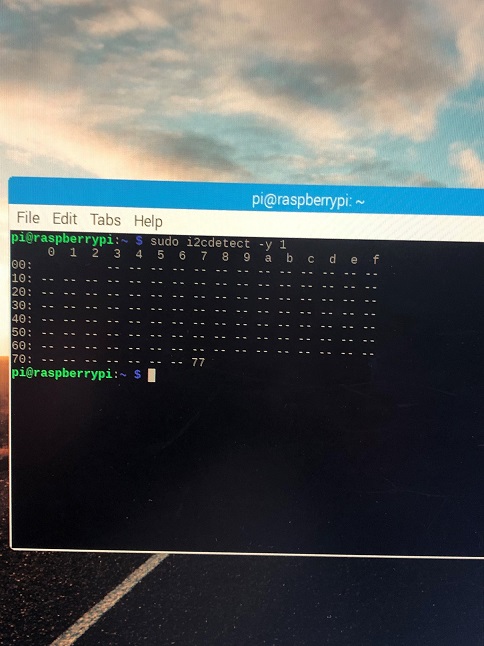 pi@raspberrypi: ~
File Edit Tabs Help
pi@raspberrypi:~ $ sudo i2cdetect -y 1
     0  1  2  3  4  5  6  7  8  9  a  b  c  d  e  f
00:          -- -- -- -- -- -- -- -- -- -- -- -- --
10: -- -- -- -- -- -- -- -- -- -- -- -- -- -- -- --
20: -- -- -- -- -- -- -- -- -- -- -- -- -- -- -- --
30: -- -- -- -- -- -- -- -- -- -- -- -- -- -- -- --
40: -- -- -- -- -- -- -- -- -- -- -- -- -- -- -- --
50: -- -- -- -- -- -- -- -- -- -- -- -- -- -- -- --
60: -- -- -- -- -- -- -- -- -- -- -- -- -- -- -- --
70: -- -- -- -- -- -- -- 77
pi@raspberrypi:~ $